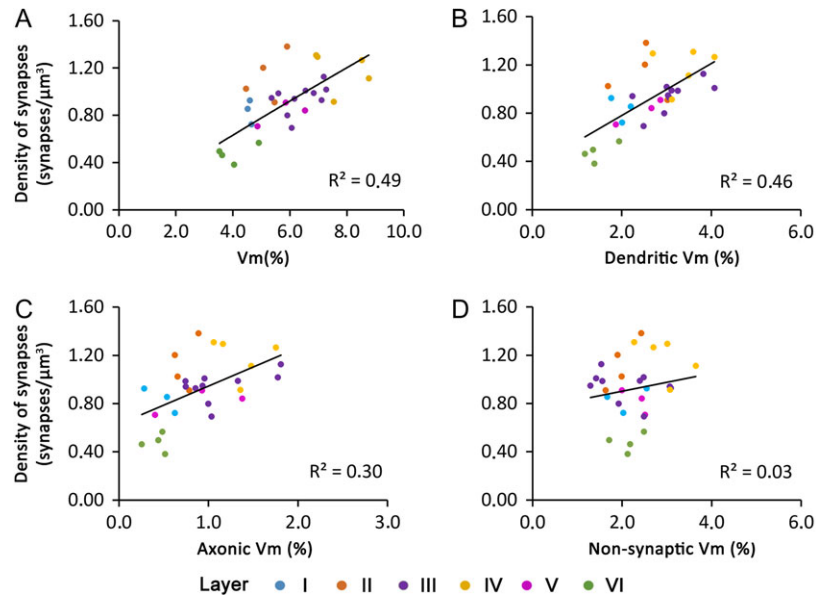 A
Density of synapses
(synapses/μm³)
1.60
1.20
0.80
0.40
0.00
R² = 0.49
0.0 2.0 4.0 6.0 8.0 10.0
Vm(%)
B
1.60
1.20
0.80
0.40
0.00
R² = 0.46
0.0 2.0 4.0 6.0
Dendritic Vm (%)
C
Density of synapses
(synapses/μm³)
1.60
1.20
0.80
0.40
0.00
R² = 0.30
0.0 1.0 2.0 3.0
Axonic Vm (%)
D
1.60
1.20
0.80
0.40
0.00
R² = 0.03
0.0 2.0 4.0 6.0
Non-synaptic Vm (%)
Layer I II III IV V VI